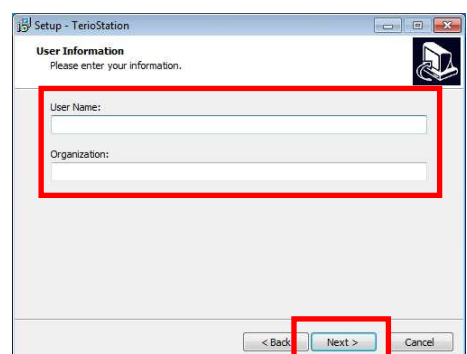 Setup - TerioStation
User Information
Please enter your information.
User Name:
Organization:
< Back Next > Cancel